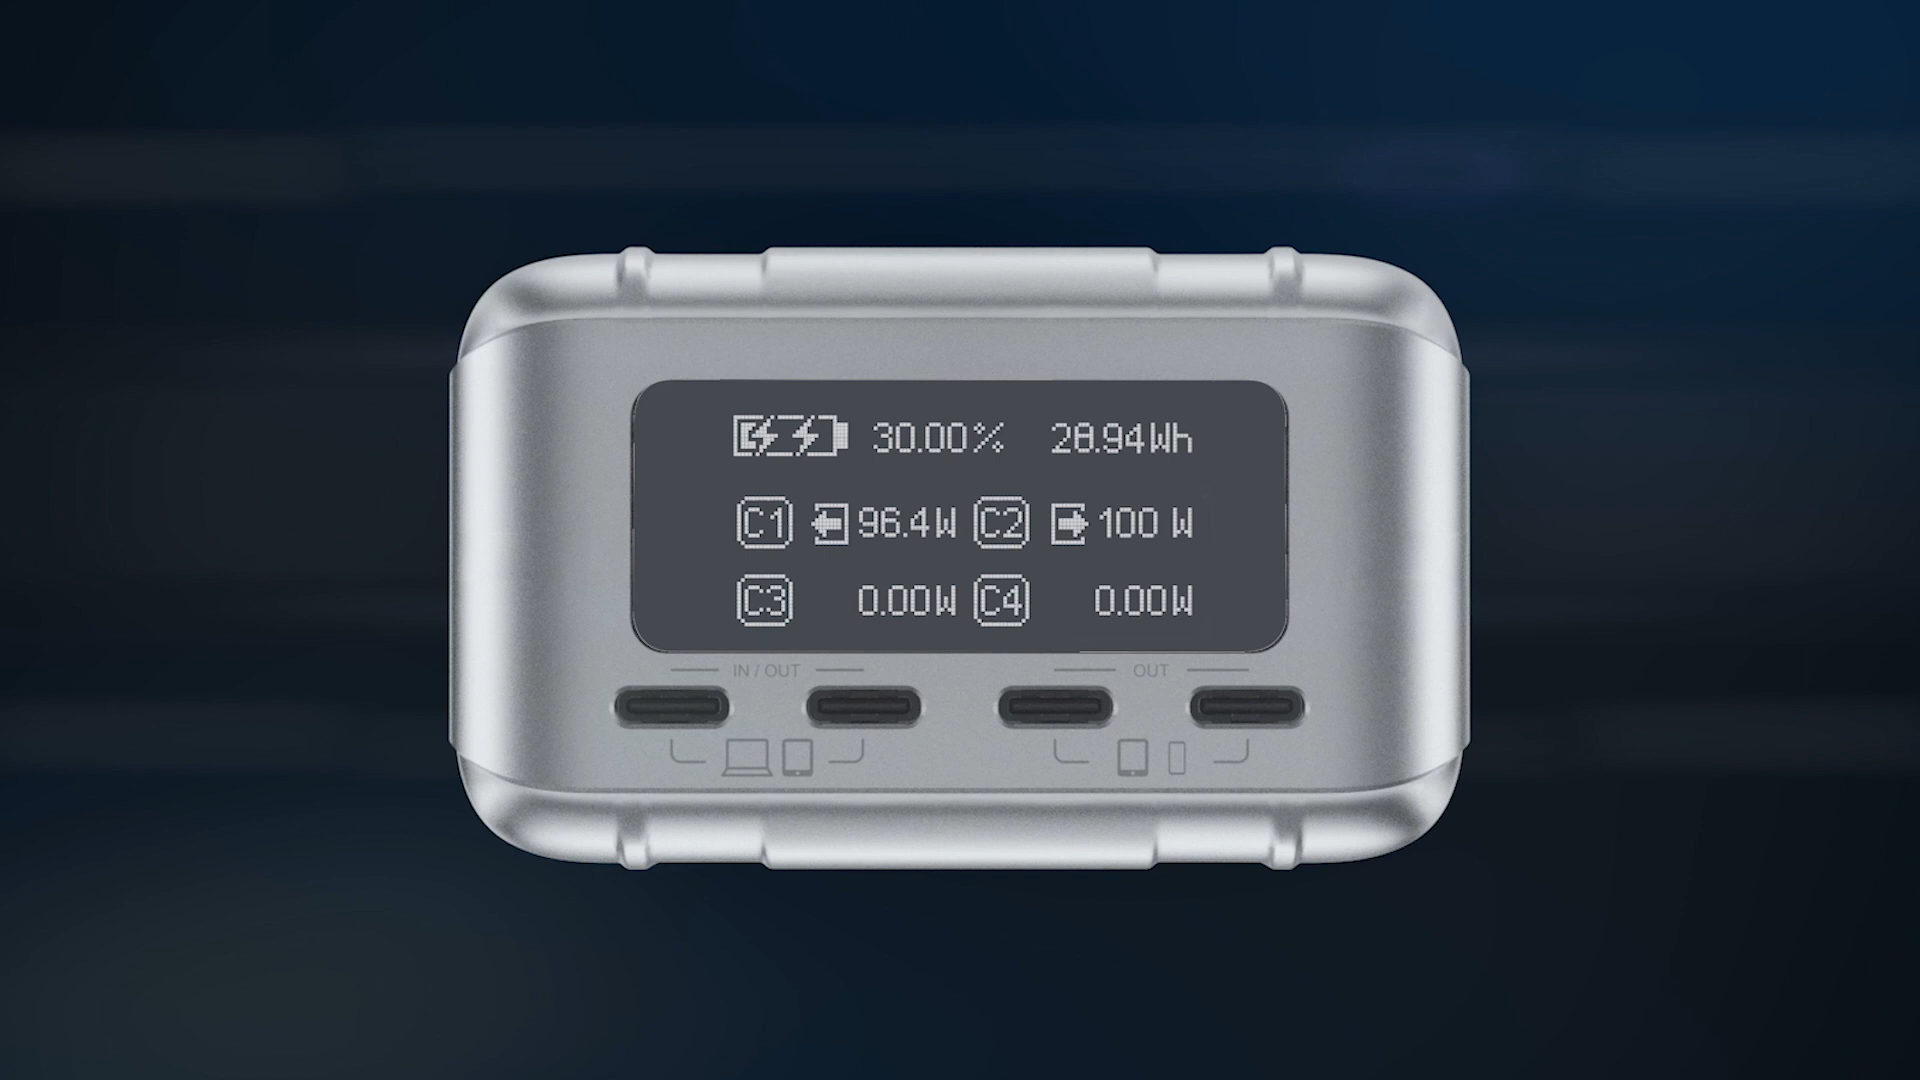 30.00% 28.94Wh
C1 96.4W C2 100 W
C3 0.00W C4 0.00W
IN / OUT OUT